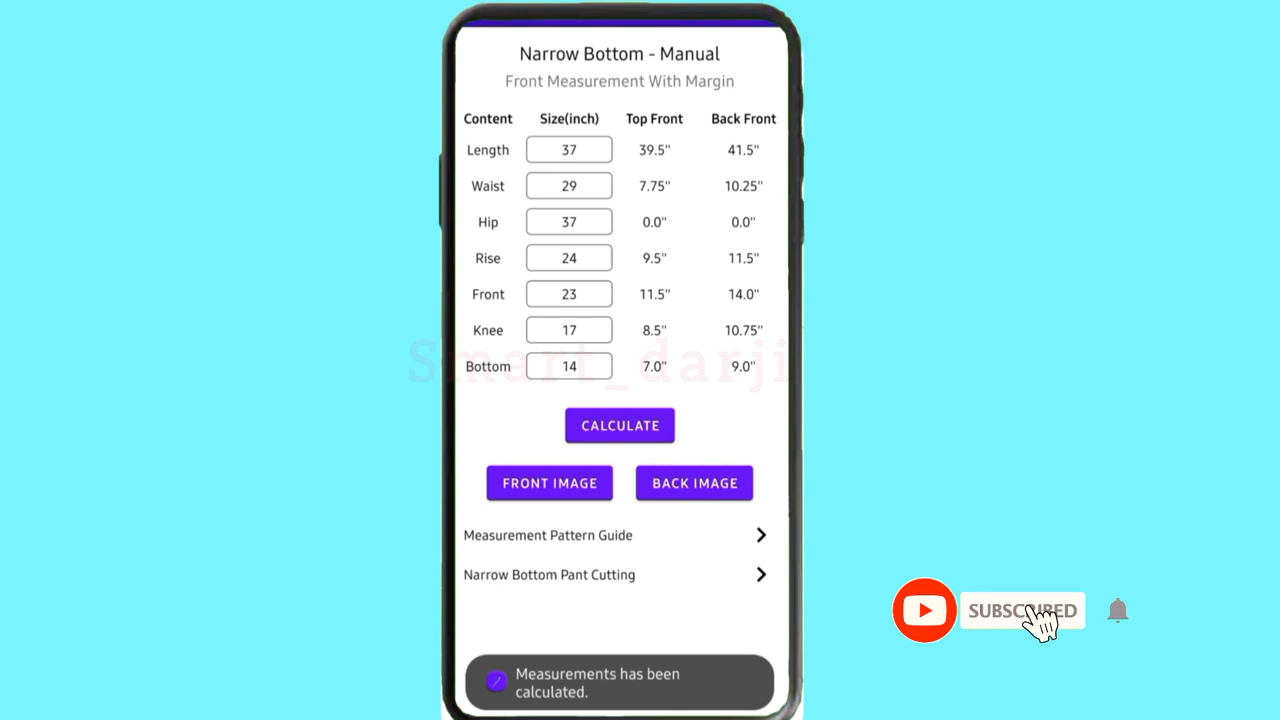 Narrow Bottom - Manual
Front Measurement With Margin
Content Size(inch) Top Front Back Front
Length 37 39.5" 41.5"
Waist 29 7.75" 10.25"
Hip 37 0.0" 0.0"
Rise 24 9.5" 11.5"
Front 23 11.5" 14.0"
Knee 17 8.5" 10.75"
Smart_darji
Bottom 14 7.0" 9.0"
CALCULATE
FRONT IMAGE BACK IMAGE
Measurement Pattern Guide
Narrow Bottom Pant Cutting
SUBSCRIBED
Measurements has been
calculated.